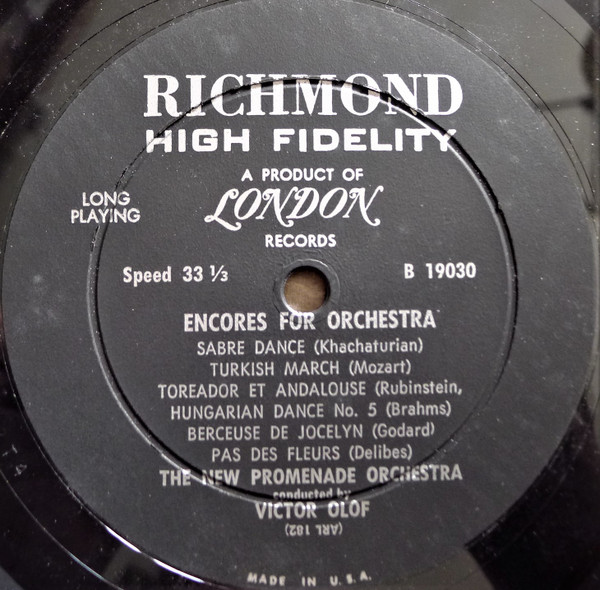 RICHMOND
HIGH FIDELITY
A PRODUCT OF
LONDON
RECORDS
LONG
PLAYING
Speed 33 ⅓
B 19030
ENCORES FOR ORCHESTRA
SABRE DANCE (Khachaturian)
TURKISH MARCH (Mozart)
TOREADOR ET ANDALOUSE (Rubinstein,
HUNGARIAN DANCE No. 5 (Brahms)
BERCEUSE DE JOCELYN (Godard)
PAS DES FLEURS (Delibes)
THE NEW PROMENADE ORCHESTRA
conducted by
VICTOR OLOF
(ARL 182)
MADE IN U.S.A.